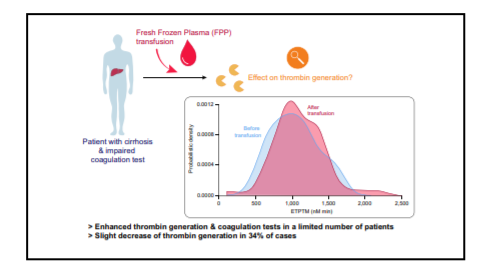 Fresh Frozen Plasma (FPP)
transfusion
Effect on thrombin generation?
Patient with cirrhosis
& impaired
coagulation test
Probabilistic density
0.0012
0.0008
0.0004
0.0000
Before
transfusion
After
transfusion
0
500
1,000
1,500
2,000
2,500
ETPTM (nM min)
> Enhanced thrombin generation & coagulation tests in a limited number of patients
> Slight decrease of thrombin generation in 34% of cases